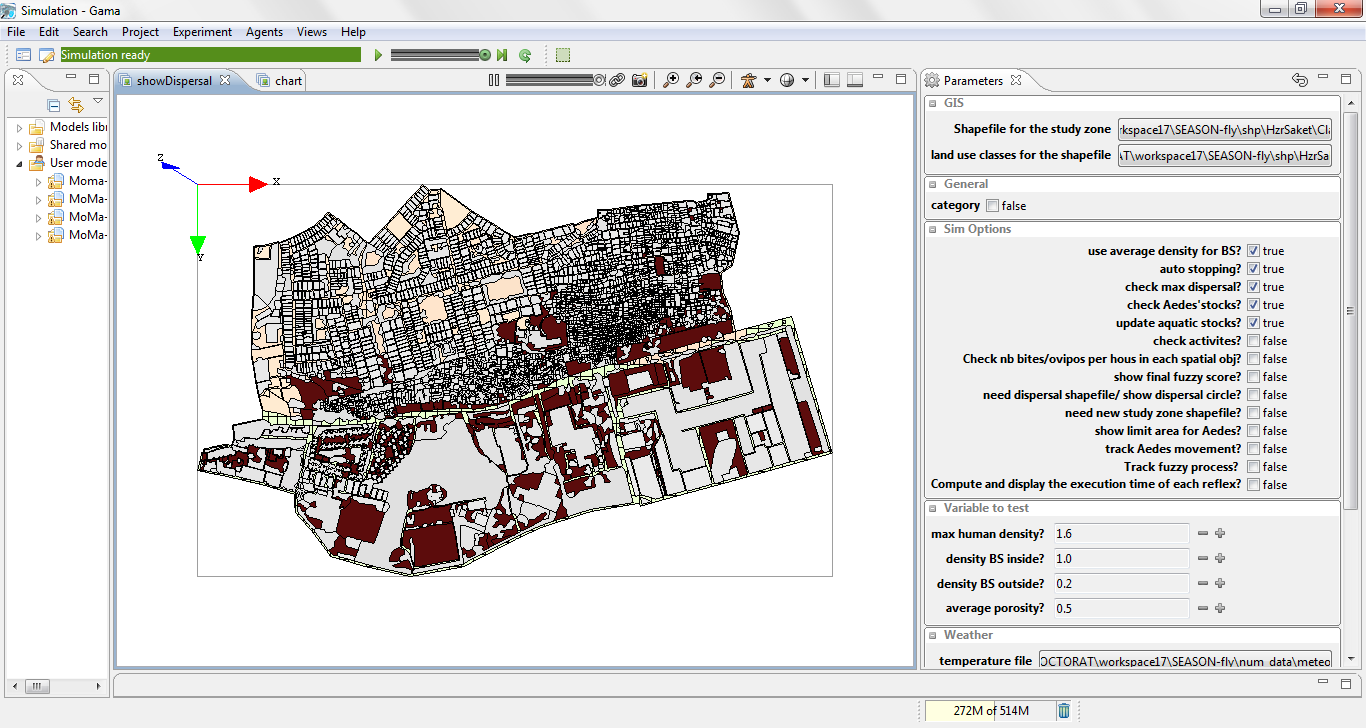 Simulation - Gama
File Edit Search Project Experiment Agents Views Help
Simulation ready
showDispersal
chart
Models libr
Shared mo
User mode
Moma-
MoMa-
MoMa-
MoMa-
Z
X
Y
Parameters
GIS
Shapefile for the study zone rkspace17\SEASON-fly\shp\HzrSaket\Cla
land use classes for the shapefile AT\workspace17\SEASON-fly\shp\HzrSa
General
category false
Sim Options
use average density for BS? true
auto stopping? true
check max dispersal? true
check Aedes'stocks? true
update aquatic stocks? true
check activites? false
Check nb bites/ovipos per hous in each spatial obj? false
show final fuzzy score? false
need dispersal shapefile/ show dispersal circle? false
need new study zone shapefile? false
show limit area for Aedes? false
track Aedes movement? false
Track fuzzy process? false
Compute and display the execution time of each reflex? false
Variable to test
max human density? 1.6
density BS inside? 1.0
density BS outside? 0.2
average porosity? 0.5
Weather
temperature file OCTORAT\workspace17\SEASON-fly\num_data\meteo
272M of 514M